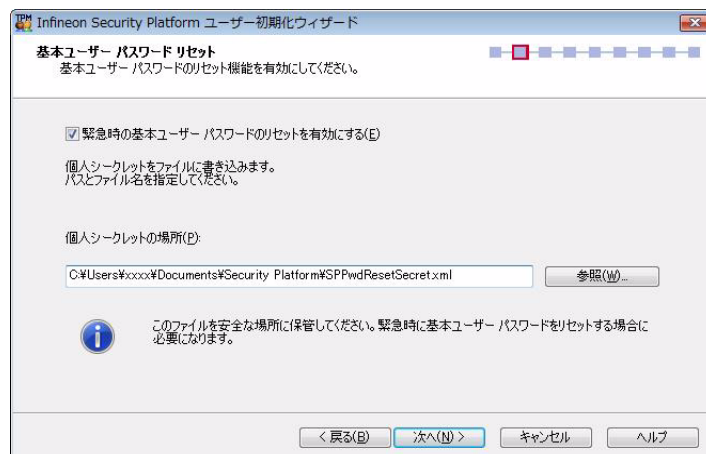 TPM
Infineon Security Platform ユーザー初期化ウィザード
基本ユーザー パスワード リセット
基本ユーザー パスワードのリセット機能を有効にしてください。
緊急時の基本ユーザー パスワードのリセットを有効にする(E)
個人シークレットをファイルに書き込みます。
パスとファイル名を指定してください。
個人シークレットの場所(P):
C:¥Users¥xxxx¥Documents¥Security Platform¥SPPwdResetSecret.xml
参照(W)...
このファイルを安全な場所に保管してください。緊急時に基本ユーザー パスワードをリセットする場合に
必要になります。
< 戻る(B)
次へ(N) >
キャンセル
ヘルプ